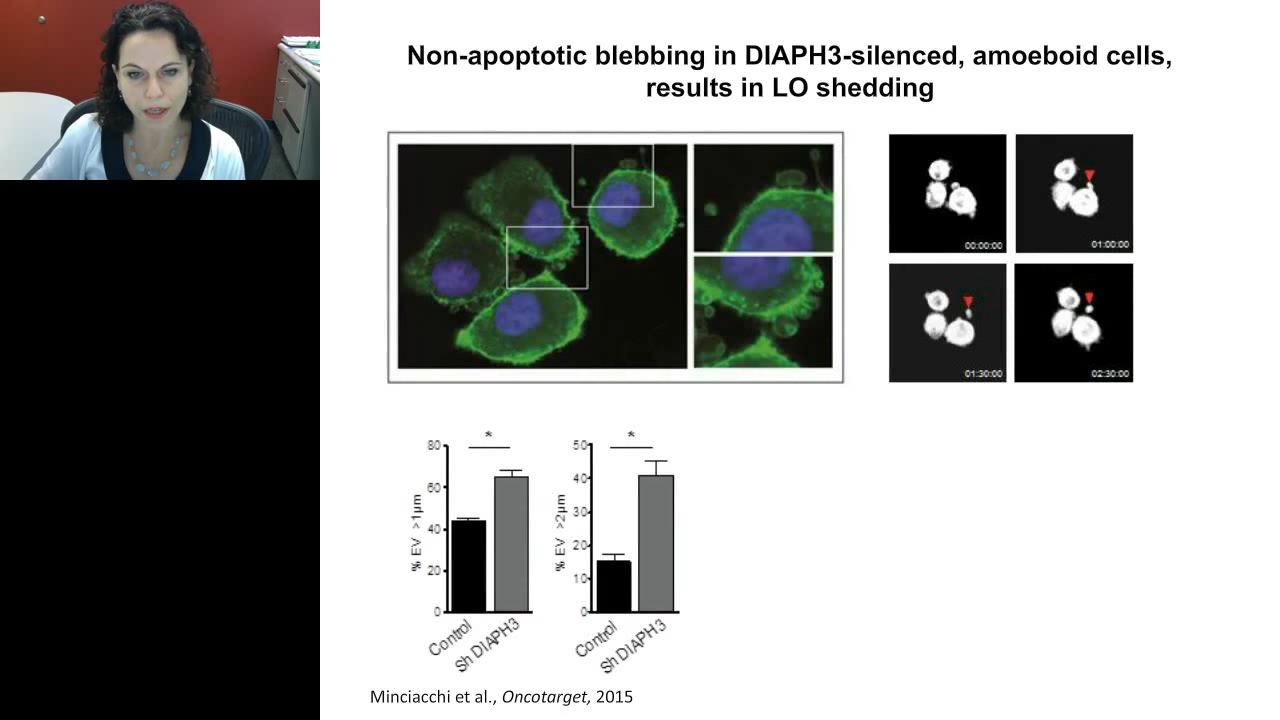 Non-apoptotic blebbing in DIAPH3-silenced, amoeboid cells,
results in LO shedding
00:00:00
01:00:00
01:30:00
02:30:00
*
% EV >1µm
80
60
40
20
0
Control
Sh DIAPH3
*
% EV >2µm
50
40
30
20
10
0
Control
Sh DIAPH3
Minciacchi et al., Oncotarget, 2015